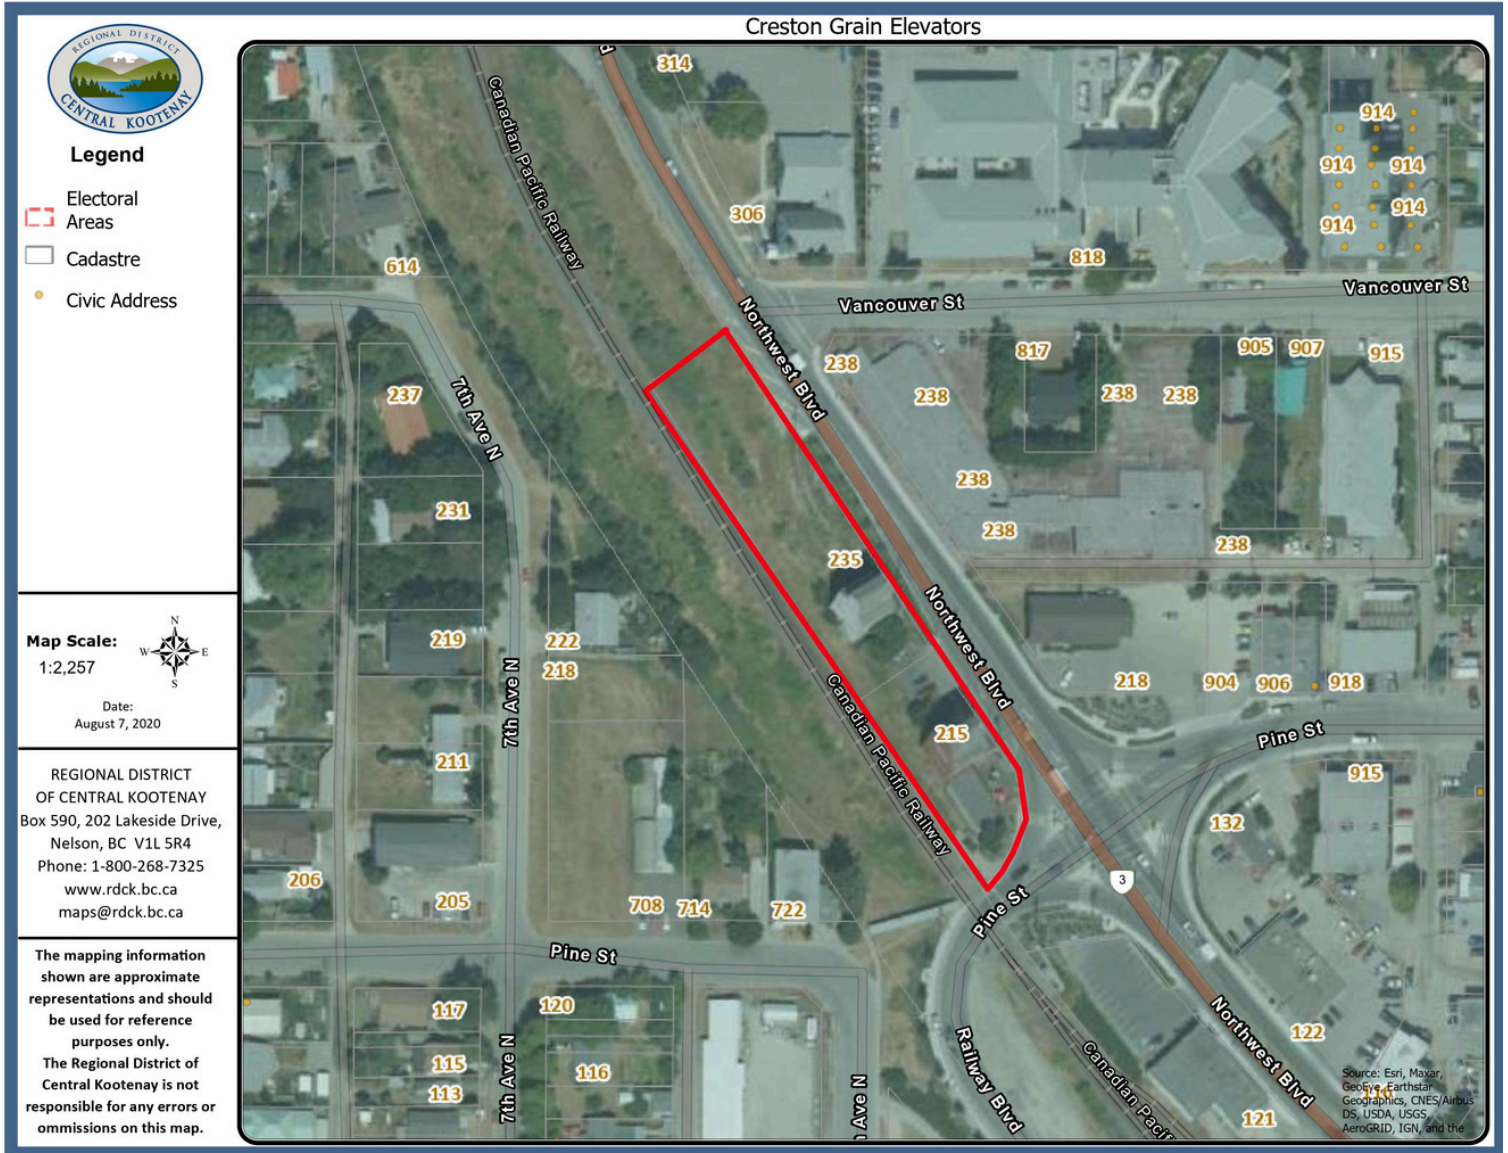 Creston Grain Elevators
REGIONAL DISTRICT
CENTRAL KOOTENAY
Legend
Electoral
Areas
Cadastre
Civic Address
Map Scale:
1:2,257
N
W
E
S
Date:
August 7, 2020
REGIONAL DISTRICT
OF CENTRAL KOOTENAY
Box 590, 202 Lakeside Drive,
Nelson, BC V1L 5R4
Phone: 1-800-268-7325
www.rdck.bc.ca
maps@rdck.bc.ca
The mapping information
shown are approximate
representations and should
be used for reference
purposes only.
The Regional District of
Central Kootenay is not
responsible for any errors or
ommissions on this map.
d
314
Canadian Pacific Railway
914
914
914
914
914
306
818
614
Vancouver St
Vancouver St
Northwest Blvd
238
817
905
907
915
237
7th Ave N
238
238
238
238
231
238
238
235
Northwest Blvd
219
222
218
7th Ave N
218
904
906
918
Canadian Pacific Railway
215
Pine St
211
915
132
206
205
708
714
722
3
Pine St
Pine St
117
120
115
116
113
7th Ave N
Ave N
Railway Blvd
Canadian Pacif
Northwest Blvd
122
116
121
Source: Esri, Maxar,
GeoEye, Earthstar
Geographics, CNES/Airbus
DS, USDA, USGS,
AeroGRID, IGN, and the